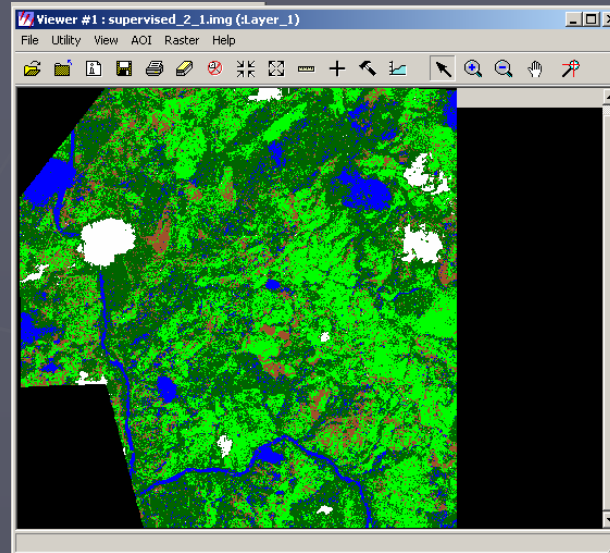 Viewer #1 : supervised_2_1.img (:Layer_1)
File Utility View AOI Raster Help